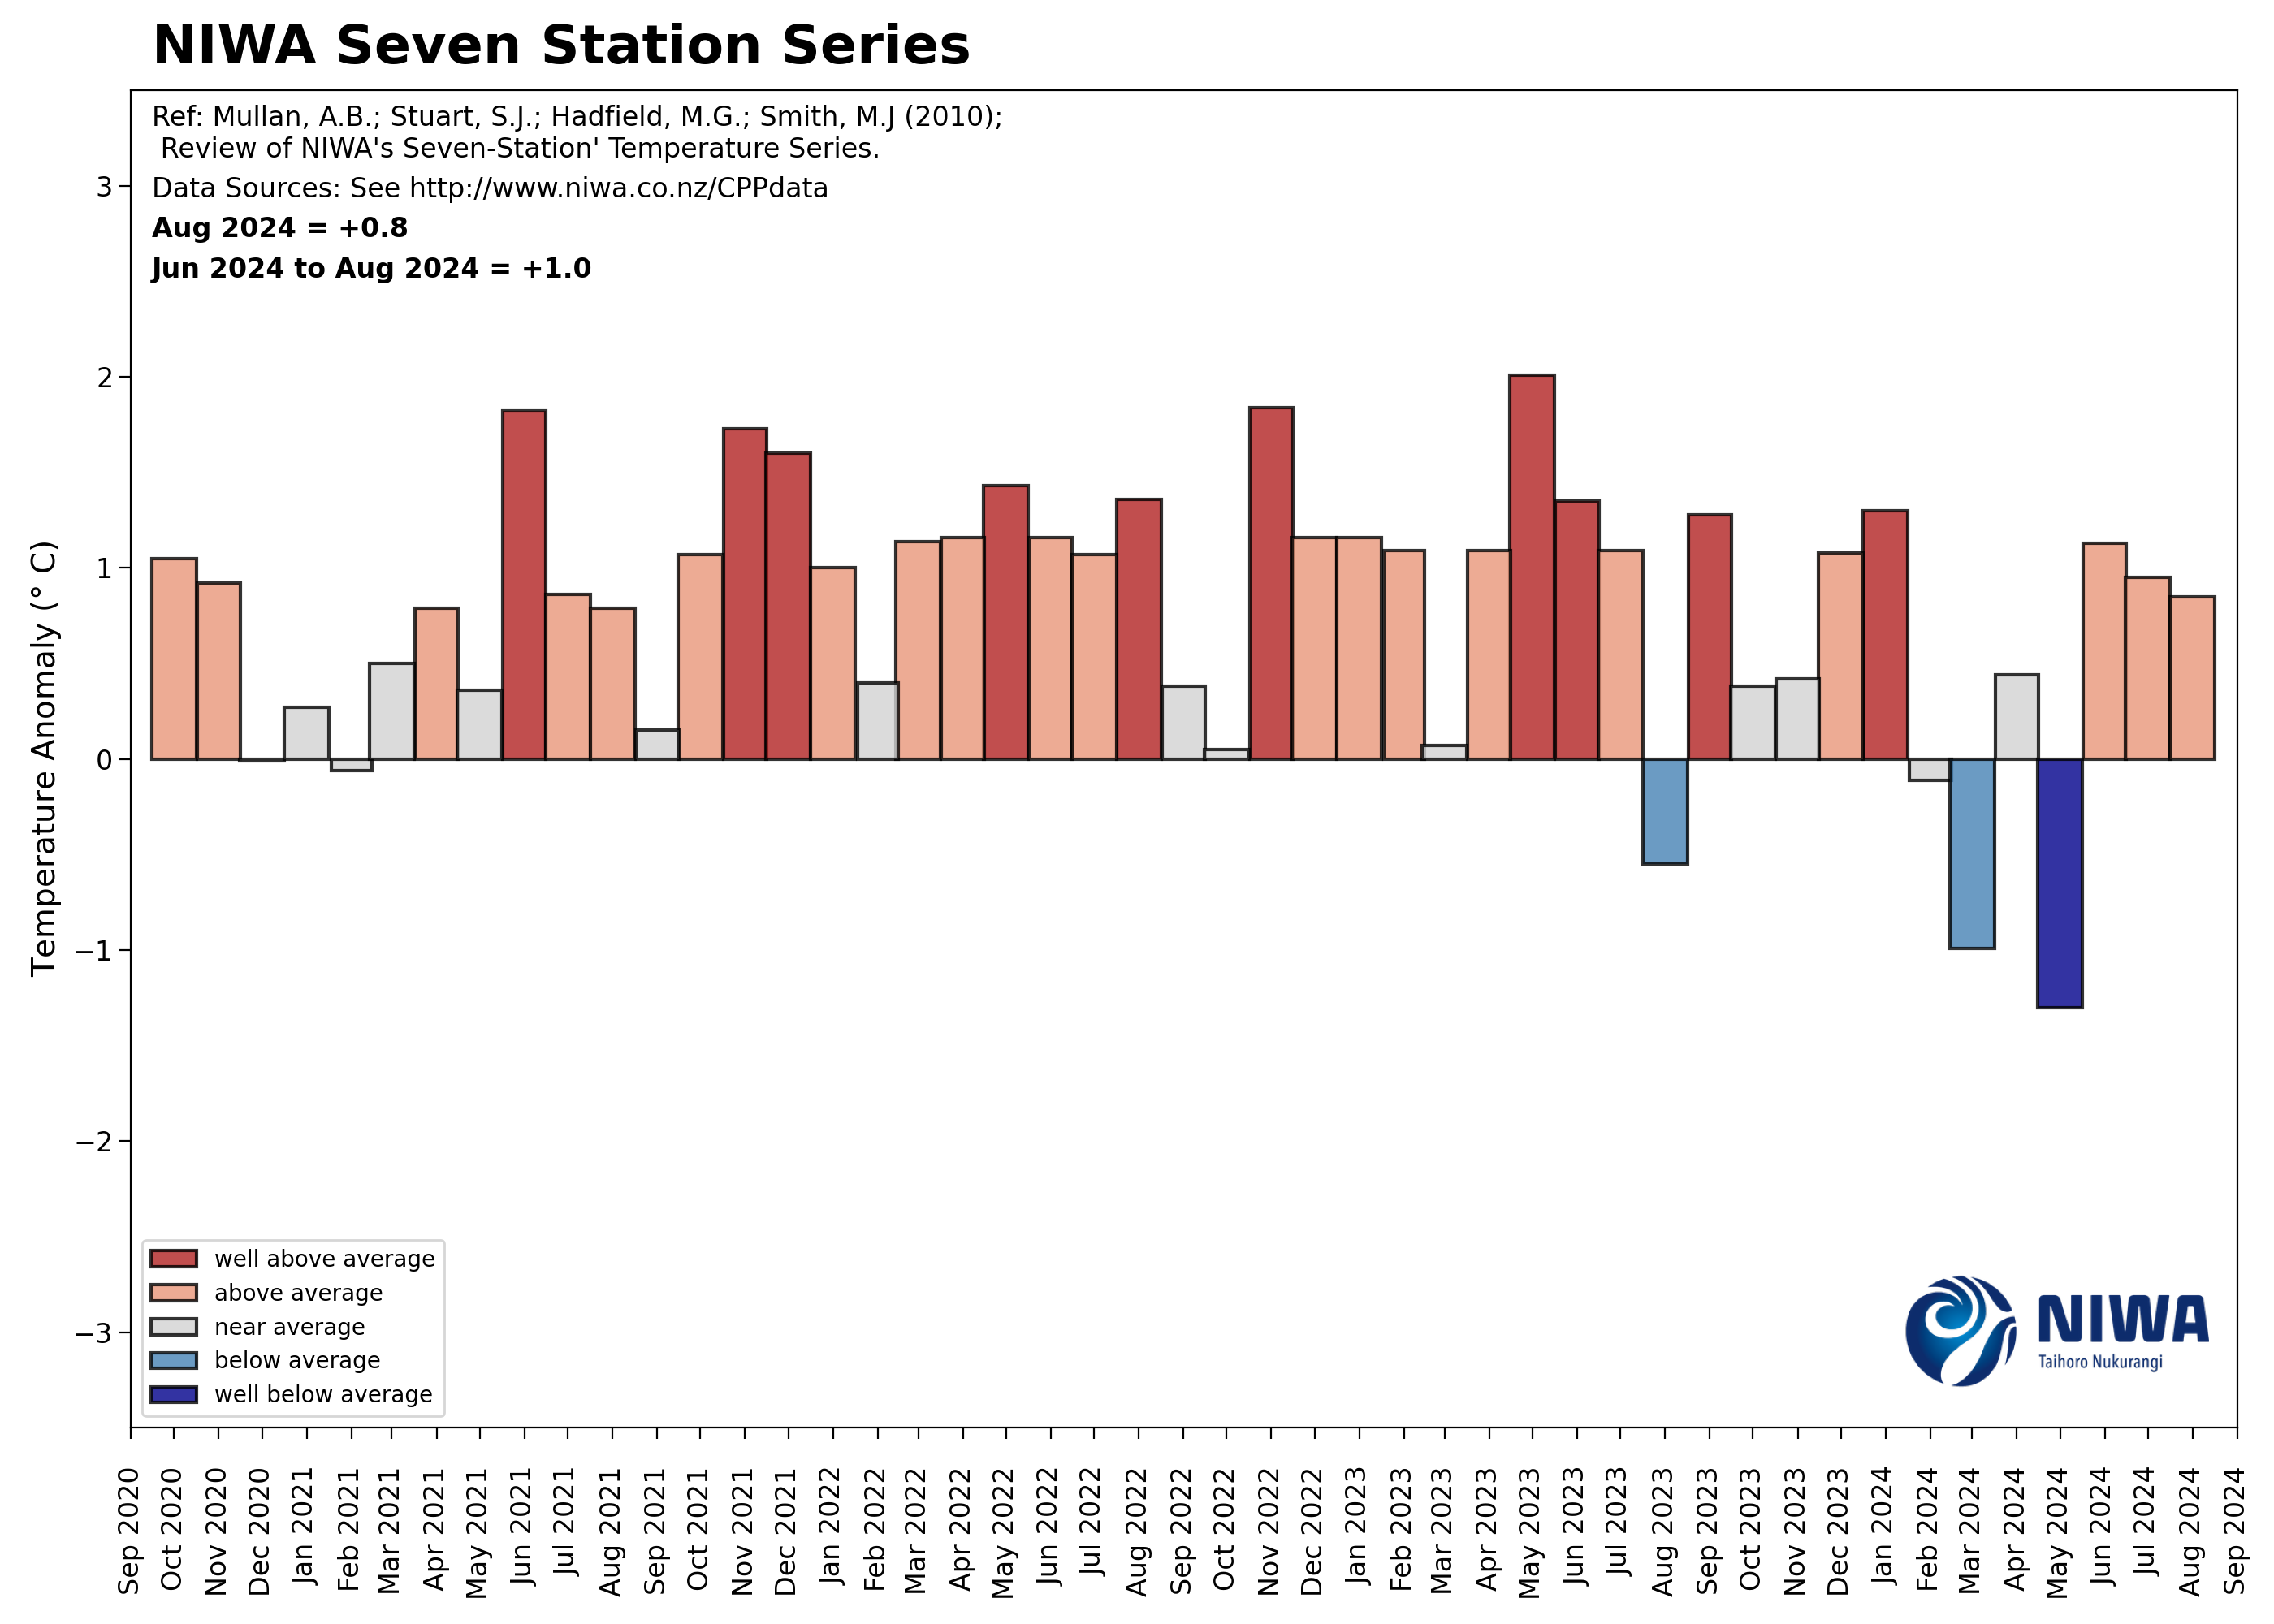 NIWA Seven Station Series
Ref: Mullan, A.B.; Stuart, S.J.; Hadfield, M.G.; Smith, M.J (2010);
Review of NIWA's Seven-Station' Temperature Series.
Data Sources: See http://www.niwa.co.nz/CPPdata
Aug 2024 = +0.8
Jun 2024 to Aug 2024 = +1.0
Temperature Anomaly (° C)
3
2
1
0
−1
−2
−3
well above average
above average
near average
below average
well below average
NIWA
Taihoro Nukurangi
Sep 2020
Oct 2020
Nov 2020
Dec 2020
Jan 2021
Feb 2021
Mar 2021
Apr 2021
May 2021
Jun 2021
Jul 2021
Aug 2021
Sep 2021
Oct 2021
Nov 2021
Dec 2021
Jan 2022
Feb 2022
Mar 2022
Apr 2022
May 2022
Jun 2022
Jul 2022
Aug 2022
Sep 2022
Oct 2022
Nov 2022
Dec 2022
Jan 2023
Feb 2023
Mar 2023
Apr 2023
May 2023
Jun 2023
Jul 2023
Aug 2023
Sep 2023
Oct 2023
Nov 2023
Dec 2023
Jan 2024
Feb 2024
Mar 2024
Apr 2024
May 2024
Jun 2024
Jul 2024
Aug 2024
Sep 2024